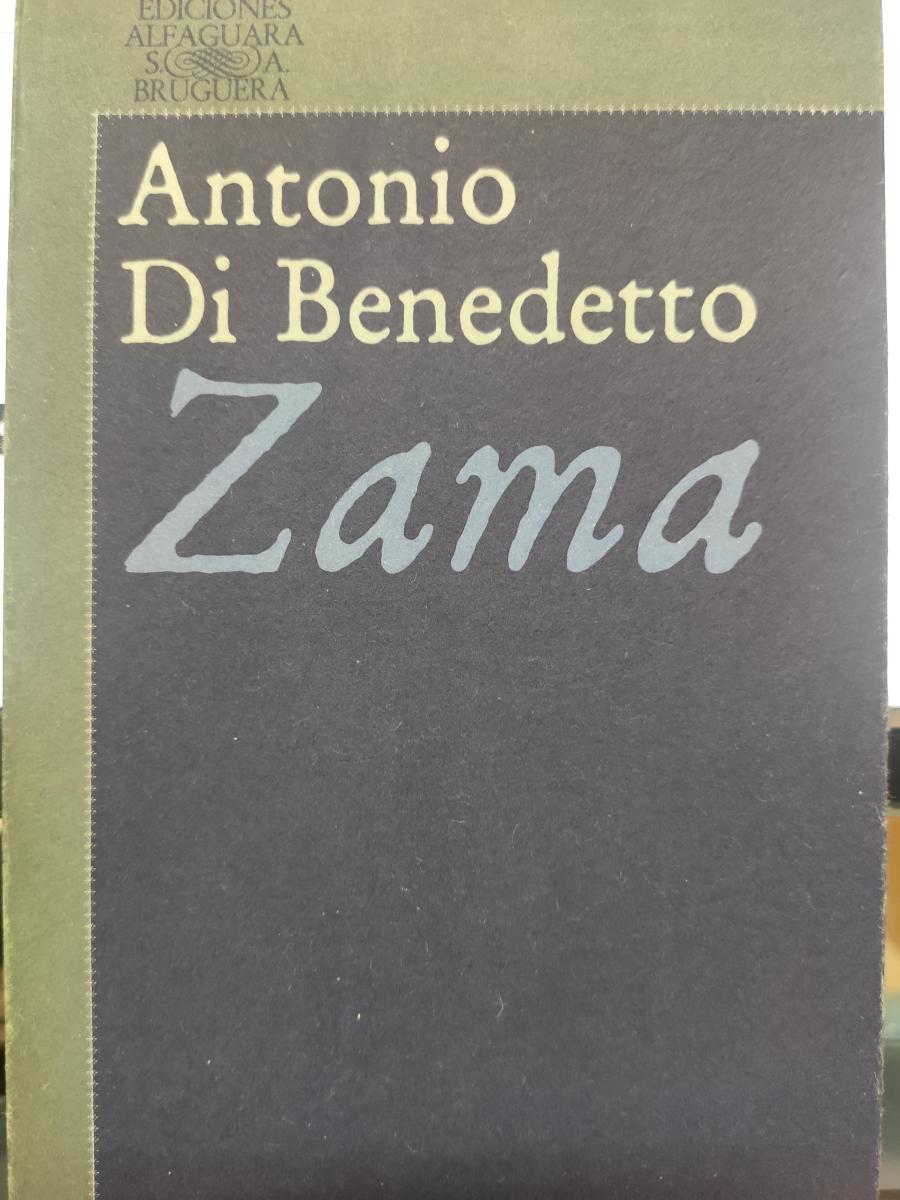 EDICIONES
ALFAGUARA
S. A.
BRUGUERA
Antonio
Di Benedetto
Zama